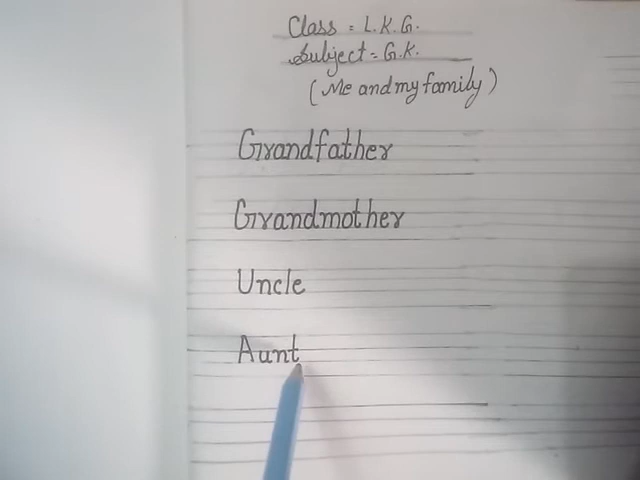 Class = L.K.G.
Subject = G.K.
(Me and my family)
Grandfather
Grandmother
Uncle
Aunt